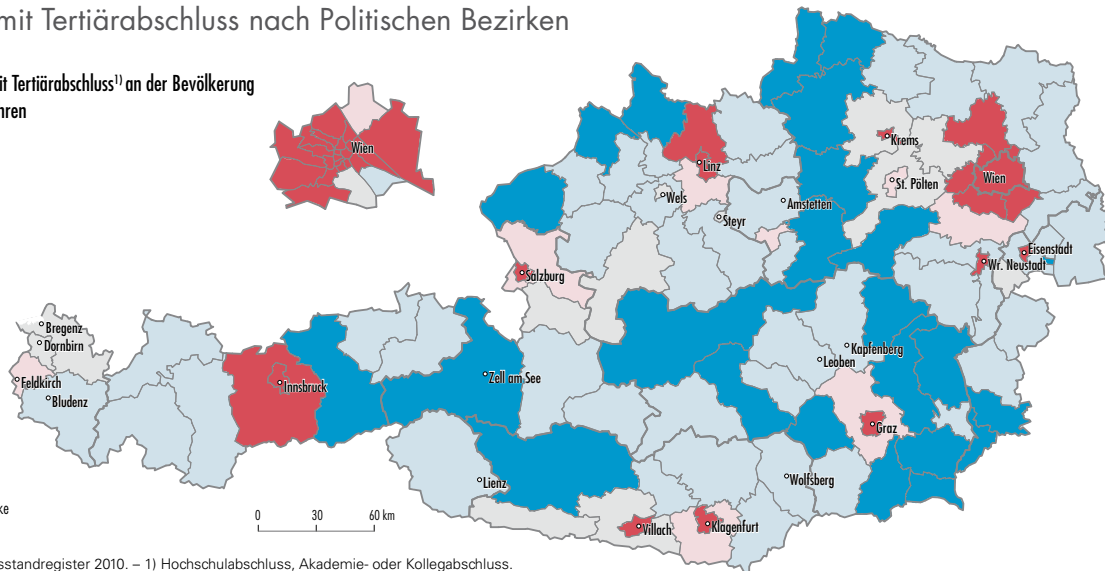 mit Tertiärabschluss nach Politischen Bezirken
it Tertiärabschluss¹⁾ an der Bevölkerung
hren
Wien
Krems
Linz
St. Pölten
Wien
Wels
Amstetten
Steyr
Eisenstadt
Wr. Neustadt
Salzburg
Bregenz
Dornbirn
Kapfenberg
Leoben
Feldkirch
Innsbruck
Zell am See
Bludenz
Graz
Lienz
Wolfsberg
ke
0 30 60 km
Villach
Klagenfurt
sstandregister 2010. – 1) Hochschulabschluss, Akademie- oder Kollegabschluss.